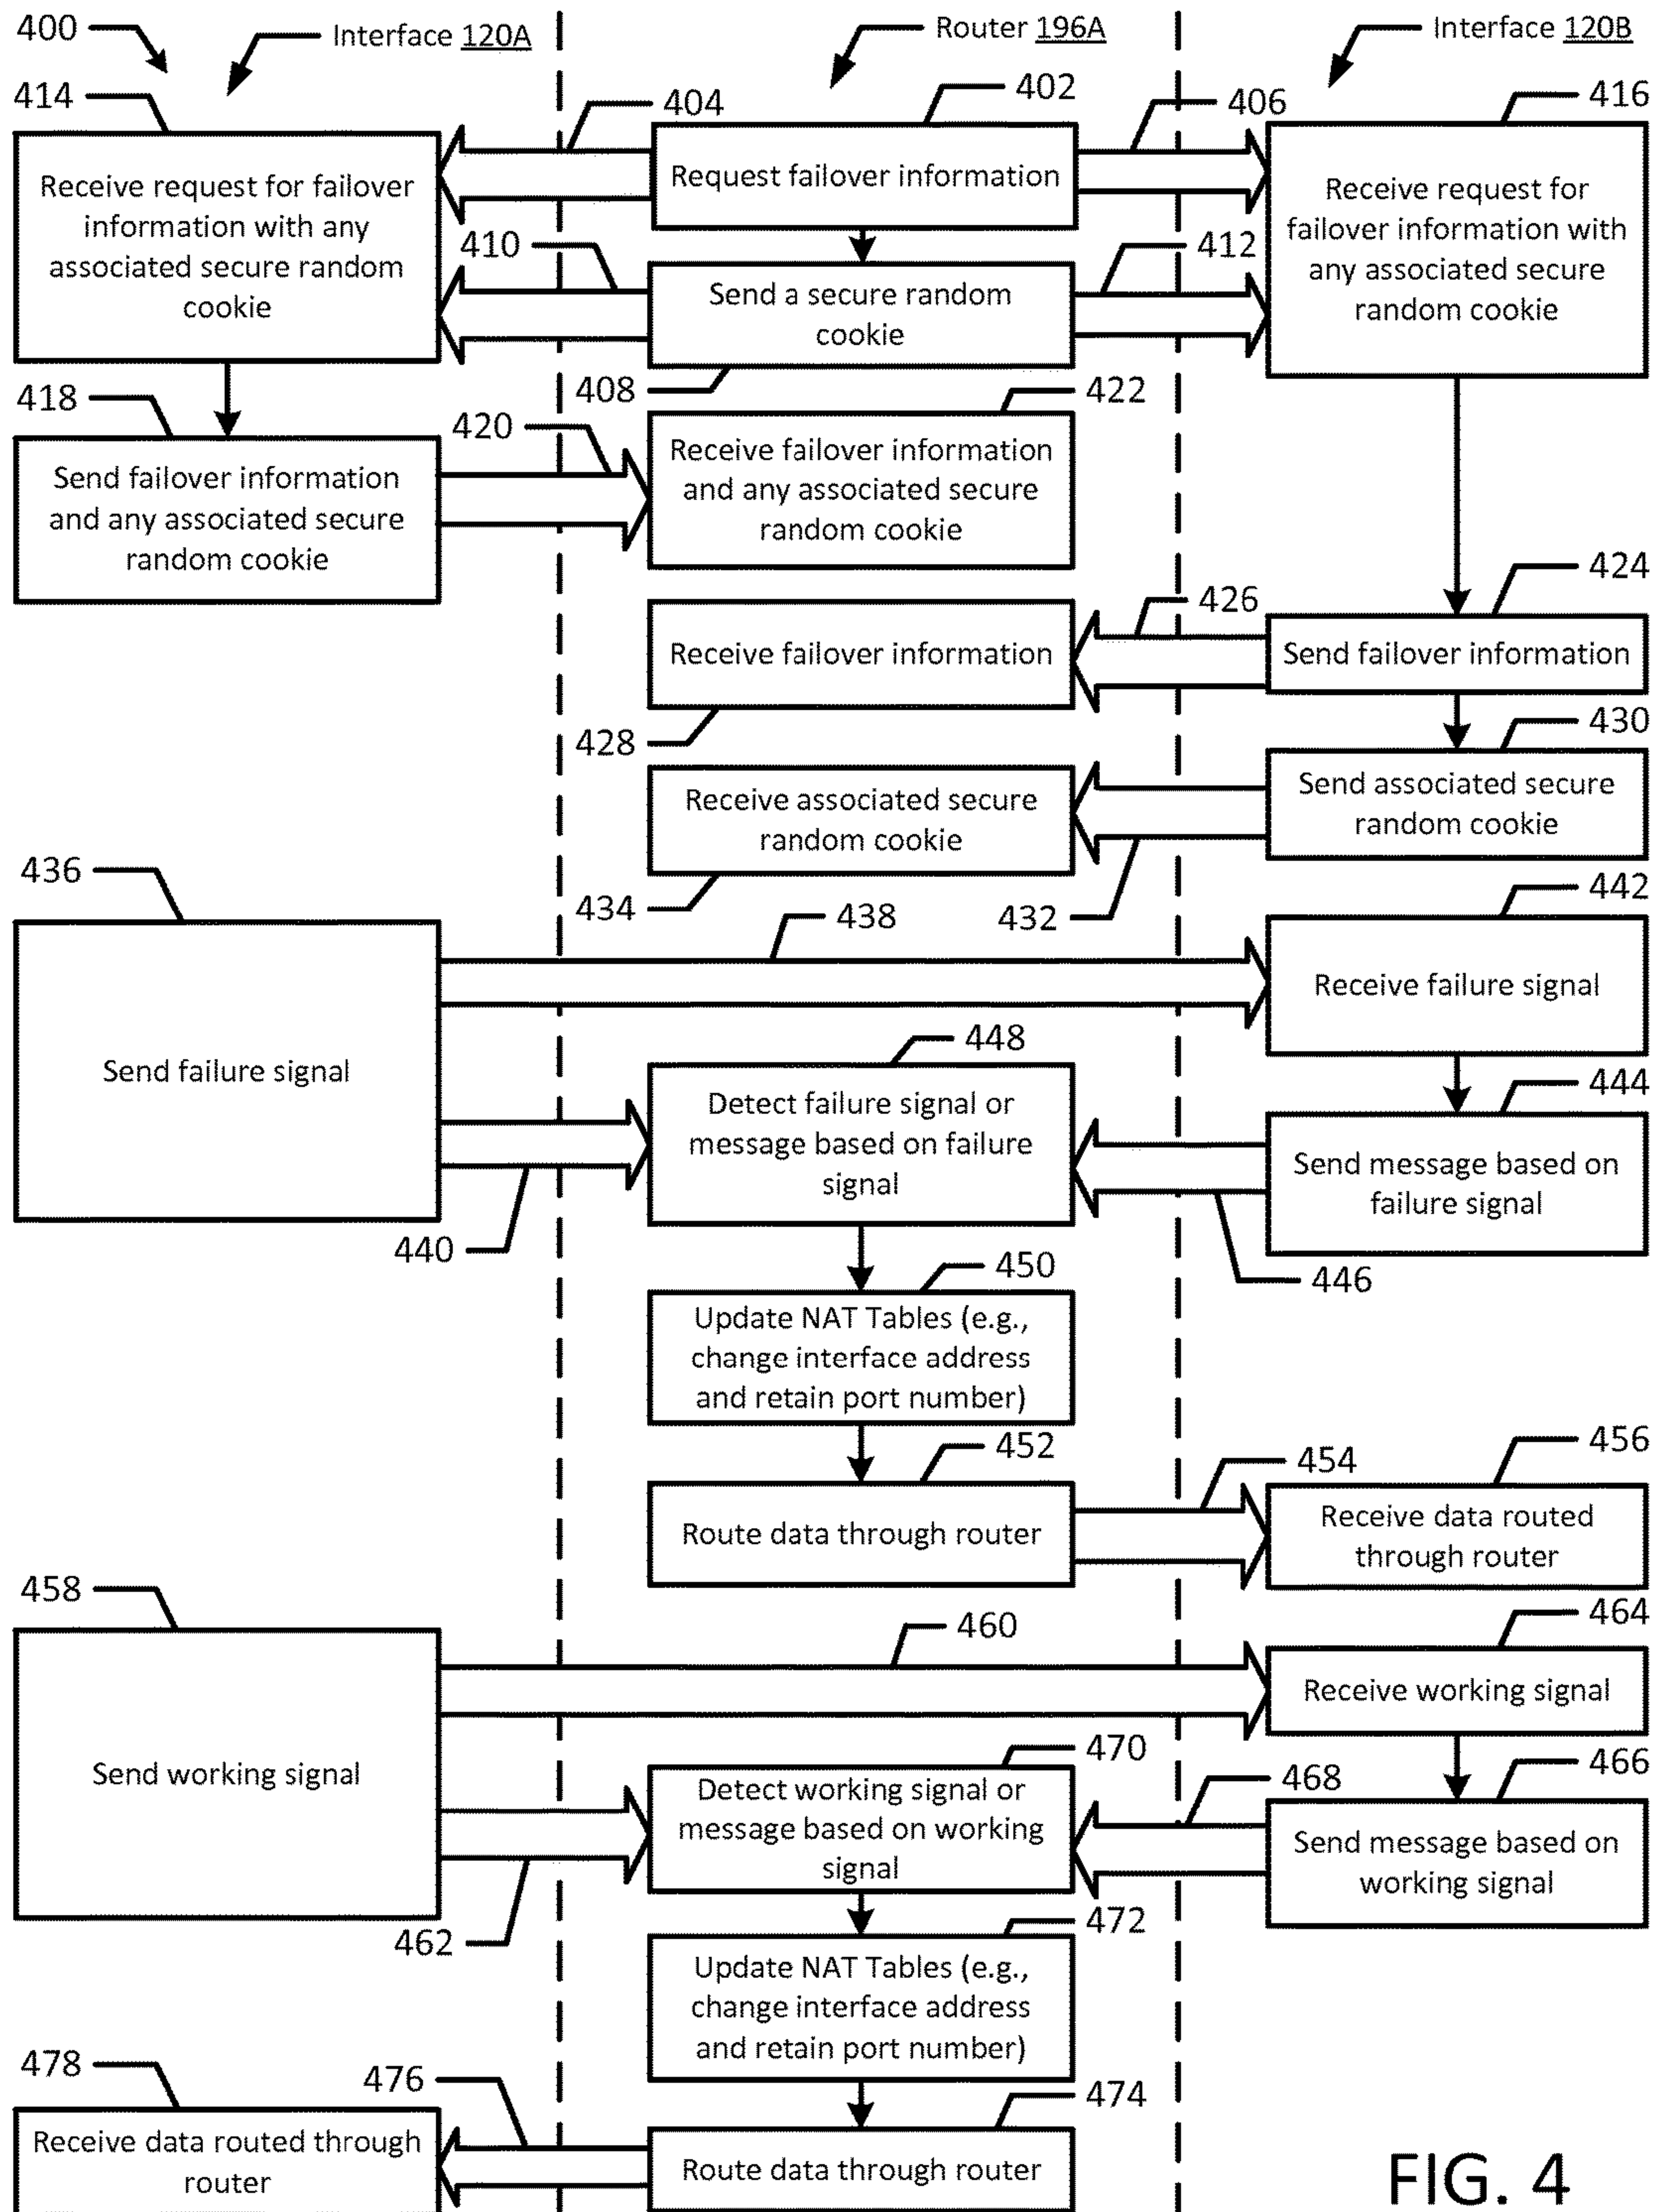 400
Interface 120A
Router 196A
Interface 120B
414
404
402
406
416
Receive request for failover
information with any
associated secure random
cookie
Request failover information
Receive request for
failover information with
any associated secure
random cookie
410
412
Send a secure random
cookie
408
418
420
422
Send failover information
and any associated secure
random cookie
Receive failover information
and any associated secure
random cookie
424
426
Receive failover information
Send failover information
428
430
Receive associated secure
random cookie
Send associated secure
random cookie
434
432
436
438
442
Send failure signal
Receive failure signal
448
444
Detect failure signal or
message based on failure
signal
Send message based on
failure signal
440
446
450
Update NAT Tables (e.g.,
change interface address
and retain port number)
452
454
456
Route data through router
Receive data routed
through router
458
460
464
Send working signal
Receive working signal
470
468
466
Detect working signal or
message based on working
signal
Send message based on
working signal
462
472
Update NAT Tables (e.g.,
change interface address
and retain port number)
478
476
474
Receive data routed through
router
Route data through router
FIG. 4